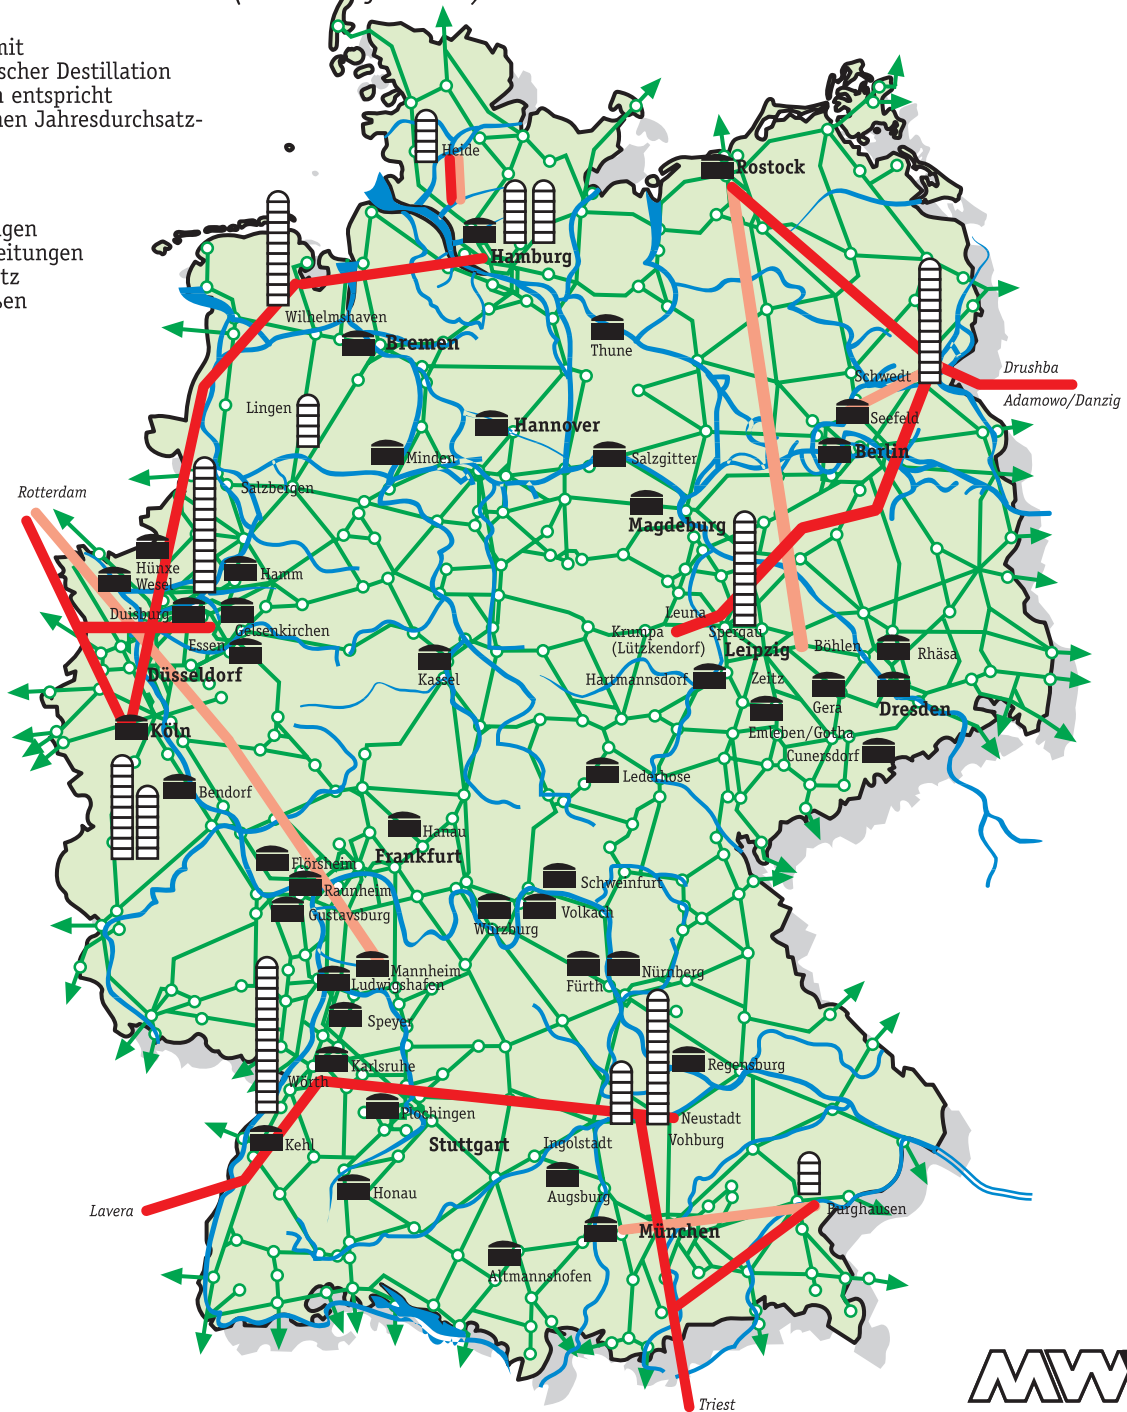 mit
scher Destillation
n entspricht
nen Jahresdurchsatz-
gen
eitungen
tz
ßen
Heide
Rostock
Hamburg
Wilhelmshaven
Bremen
Thune
Drushba
Schwedt
Adamowo/Danzig
Lingen
Seefeld
Hannover
Berlin
Minden
Salzgitter
Salzbergen
Rotterdam
Magdeburg
Hünxe
Wesel
Hamm
Duisburg
Leuna
Gelsenkirchen
Krumpa
(Lützkendorf)
Spergau
Essen
Leipzig
Böhlen
Rhäsa
Düsseldorf
Kassel
Hartmannsdorf
Zeitz
Gera
Dresden
Köln
Emleben/Gotha
Cunersdorf
Lederhose
Bendorf
Hanau
Frankfurt
Flörsheim
Schweinfurt
Raunheim
Gustavsburg
Volkach
Würzburg
Mannheim
Nürnberg
Ludwigshafen
Fürth
Speyer
Karlsruhe
Regensburg
Wörth
Plochingen
Neustadt
Kehl
Stuttgart
Ingolstadt
Vohburg
Honau
Augsburg
Lavera
Burghausen
München
Altmannshofen
Triest
MW